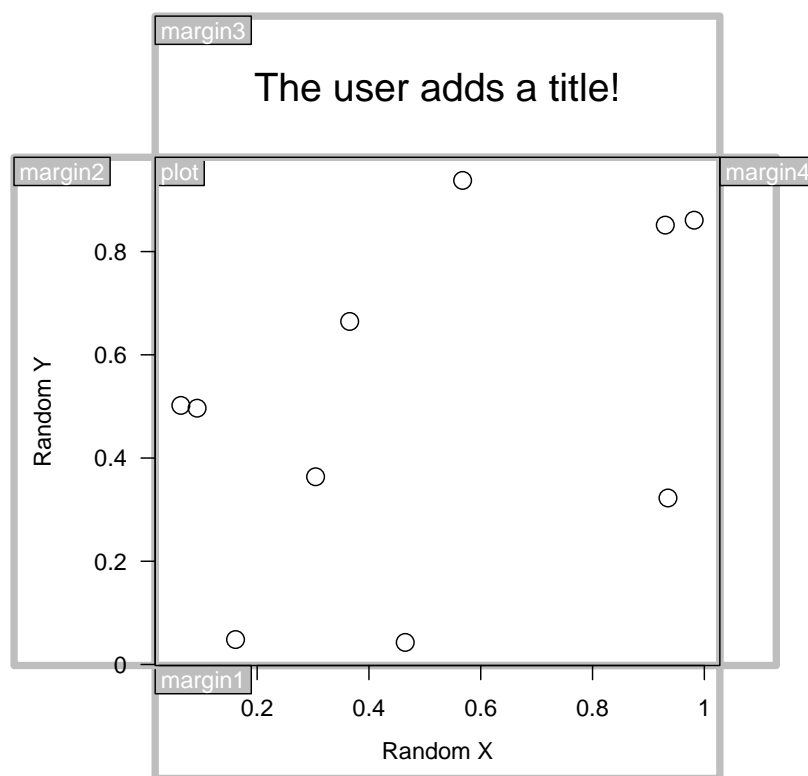 margin3
The user adds a title!
margin2
plot
margin4
0.8
0.6
Random Y
0.4
0.2
0
margin1
0.2 0.4 0.6 0.8 1
Random X